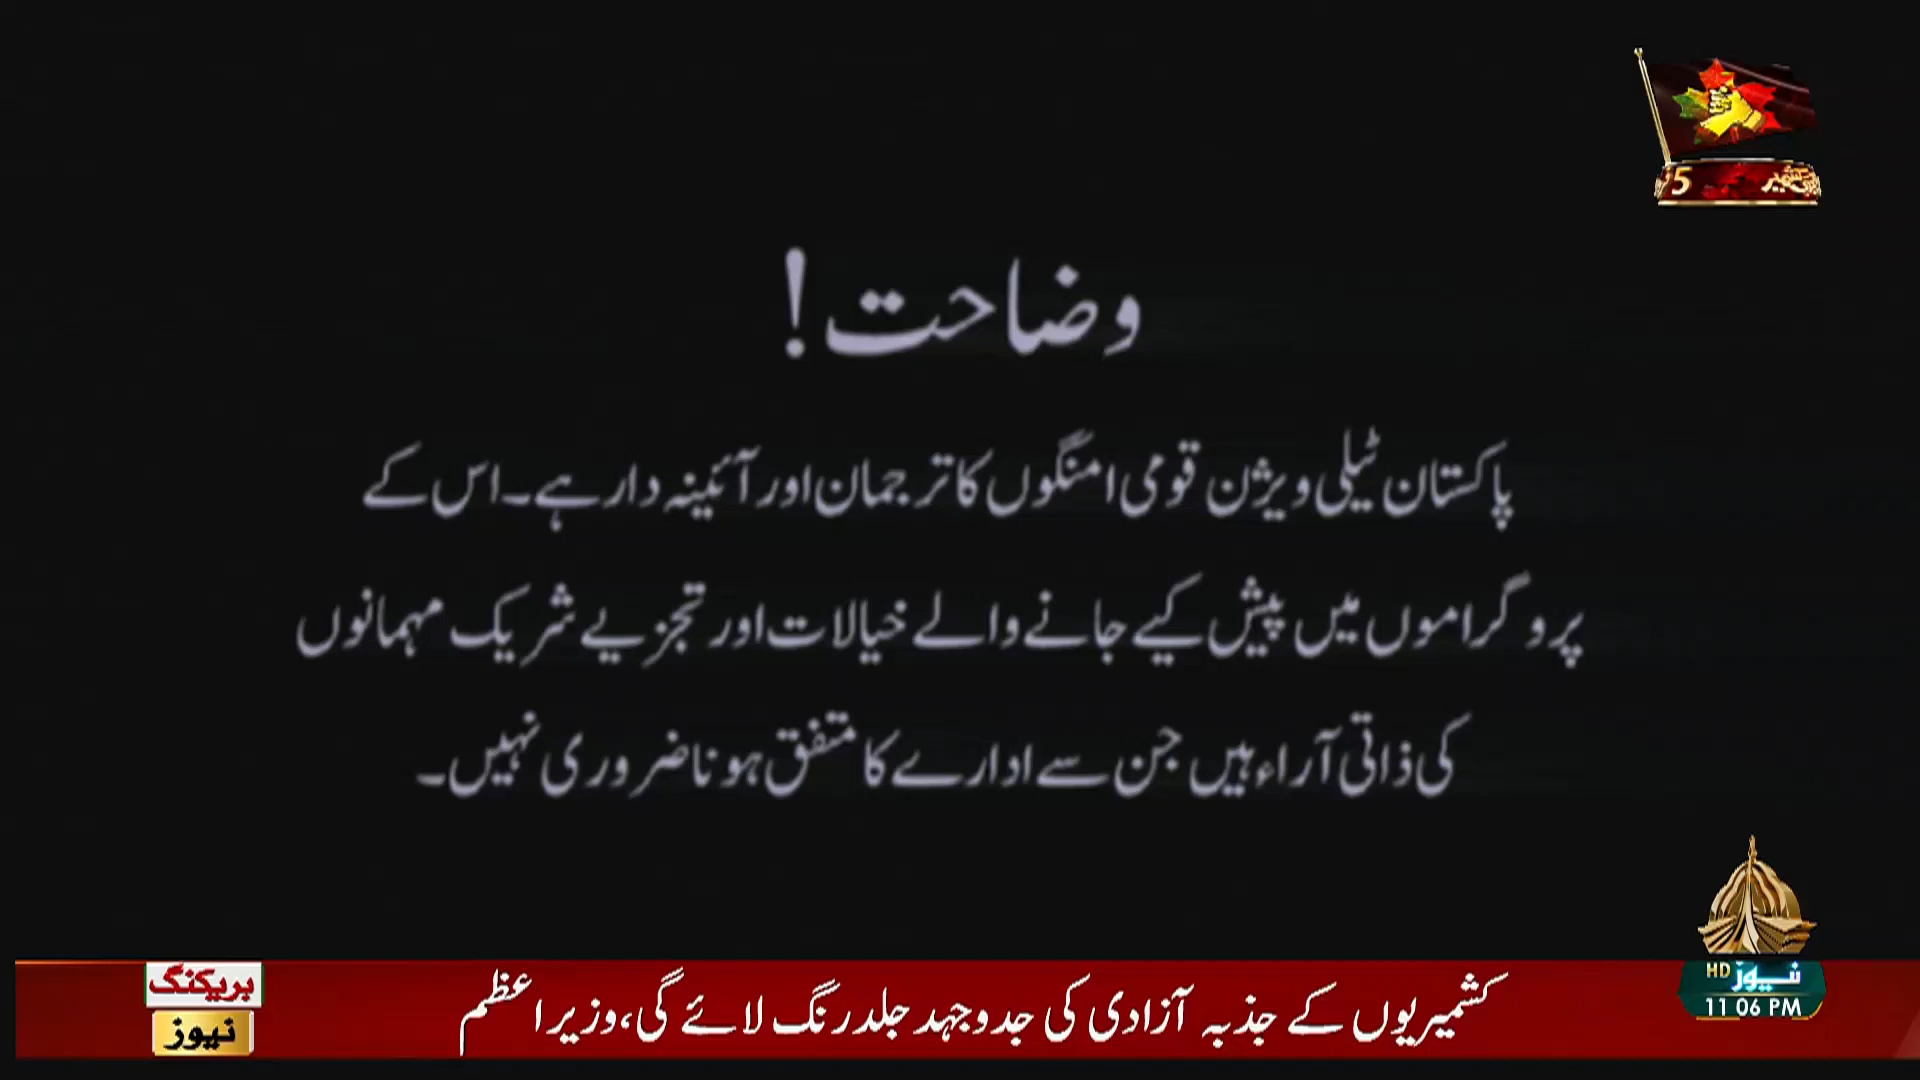 5
وضاحت!
پاکستان ٹیلی ویژن قومی امنگوں کا ترجمان اور آئینہ دار ہے۔ اس کے
پروگراموں میں پیش کیے جانے والے خیالات اور تجزیے شریک مہمانوں
کی ذاتی آراء ہیں جن سے ادارے کا متفق ہونا ضروری نہیں۔
نیوز HD
11 06 PM
کشمیریوں کے جذبہ آزادی کی جدوجہد جلد رنگ لائے گی، وزیراعظم
بریکنگ
نیوز